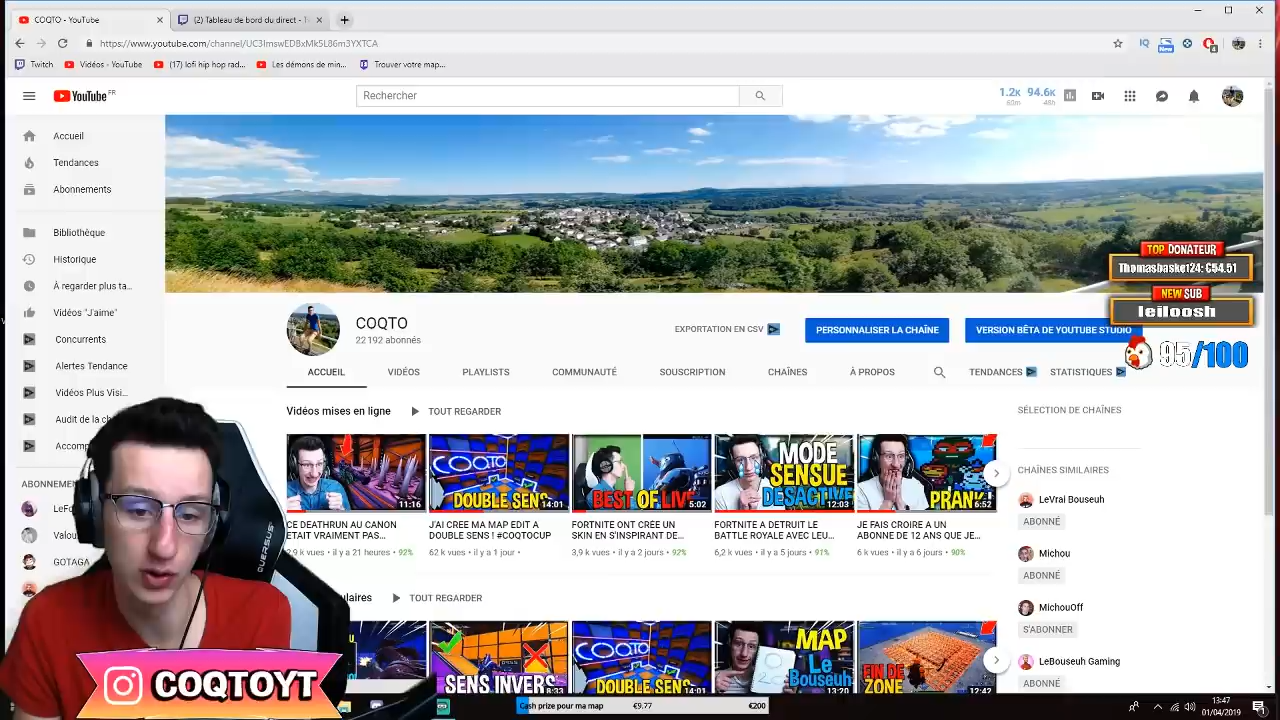 COQTO - YouTube
(2) Tableau de bord du direct - T
https://www.youtube.com/channel/UC3ImswEDBxMk5L86m3YXTCA
Twitch
Vidéos - YouTube
(17) lofi hip hop rad...
Les démons de min...
Trouver votre map...
YouTube FR
Rechercher
1.2K
60m
94.6K
48h
Accueil
Tendances
Abonnements
Bibliothèque
Historique
À regarder plus ta...
Vidéos "J'aime"
Concurrents
Alertes Tendance
Vidéos Plus Visi...
Audit de la ch
Accomp
ABONNEMENT
LeFo
Valou
GOTAGA
TOP DONATEUR
Thomasbaske124: €54.51
NEW SUB
leiloosh
95/100
COQTO
22 192 abonnés
EXPORTATION EN CSV
PERSONNALISER LA CHAÎNE
VERSION BÊTA DE YOUTUBE STUDIO
ACCUEIL
VIDÉOS
PLAYLISTS
COMMUNAUTÉ
SOUSCRIPTION
CHAÎNES
À PROPOS
TENDANCES
STATISTIQUES
Vidéos mises en ligne
TOUT REGARDER
11:16
COQTO
DOUBLE SENS
14:01
BEST OF LIVE
5:02
MODE
SENSUE
DESACTIVE
12:03
PRANK
6:52
CE DEATHRUN AU CANON
ETAIT VRAIMENT PAS...
2,9 k vues • il y a 21 heures • 92%
J'AI CREE MA MAP EDIT A
DOUBLE SENS ! #COQTOCUP
62 k vues • il y a 1 jour •
FORTNITE ONT CREE UN
SKIN EN S'INSPIRANT DE...
3,9 k vues • il y a 2 jours • 92%
FORTNITE A DETRUIT LE
BATTLE ROYALE AVEC LEU...
6,2 k vues • il y a 5 jours • 91%
JE FAIS CROIRE A UN
ABONNE DE 12 ANS QUE JE...
6 k vues • il y a 6 jours • 90%
SÉLECTION DE CHAÎNES
CHAÎNES SIMILAIRES
LeVrai Bouseuh
ABONNÉ
Michou
ABONNÉ
MichouOff
S'ABONNER
LeBouseuh Gaming
ABONNÉ
ulaires
TOUT REGARDER
SENS INVERS
8:33
COQTO
DOUBLE SENS
14:01
MAP
Le
Bouseuh
13:20
FIN DE
ZONE
12:42
COQTOYT
Cash prize pour ma map
€9.77
€200
13:47
01/04/2019